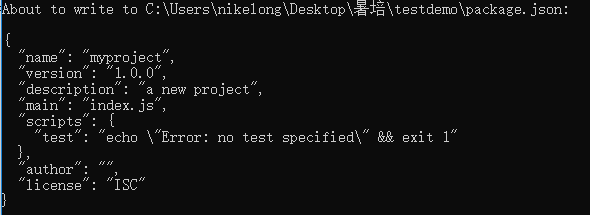 About to write to C:\Users\nikelong\Desktop\暑培\testdemo\package.json:
{
"name": "myproject",
"version": "1.0.0",
"description": "a new project",
"main": "index.js",
"scripts": {
"test": "echo \"Error: no test specified\" && exit 1"
},
"author": "",
"license": "ISC"
}